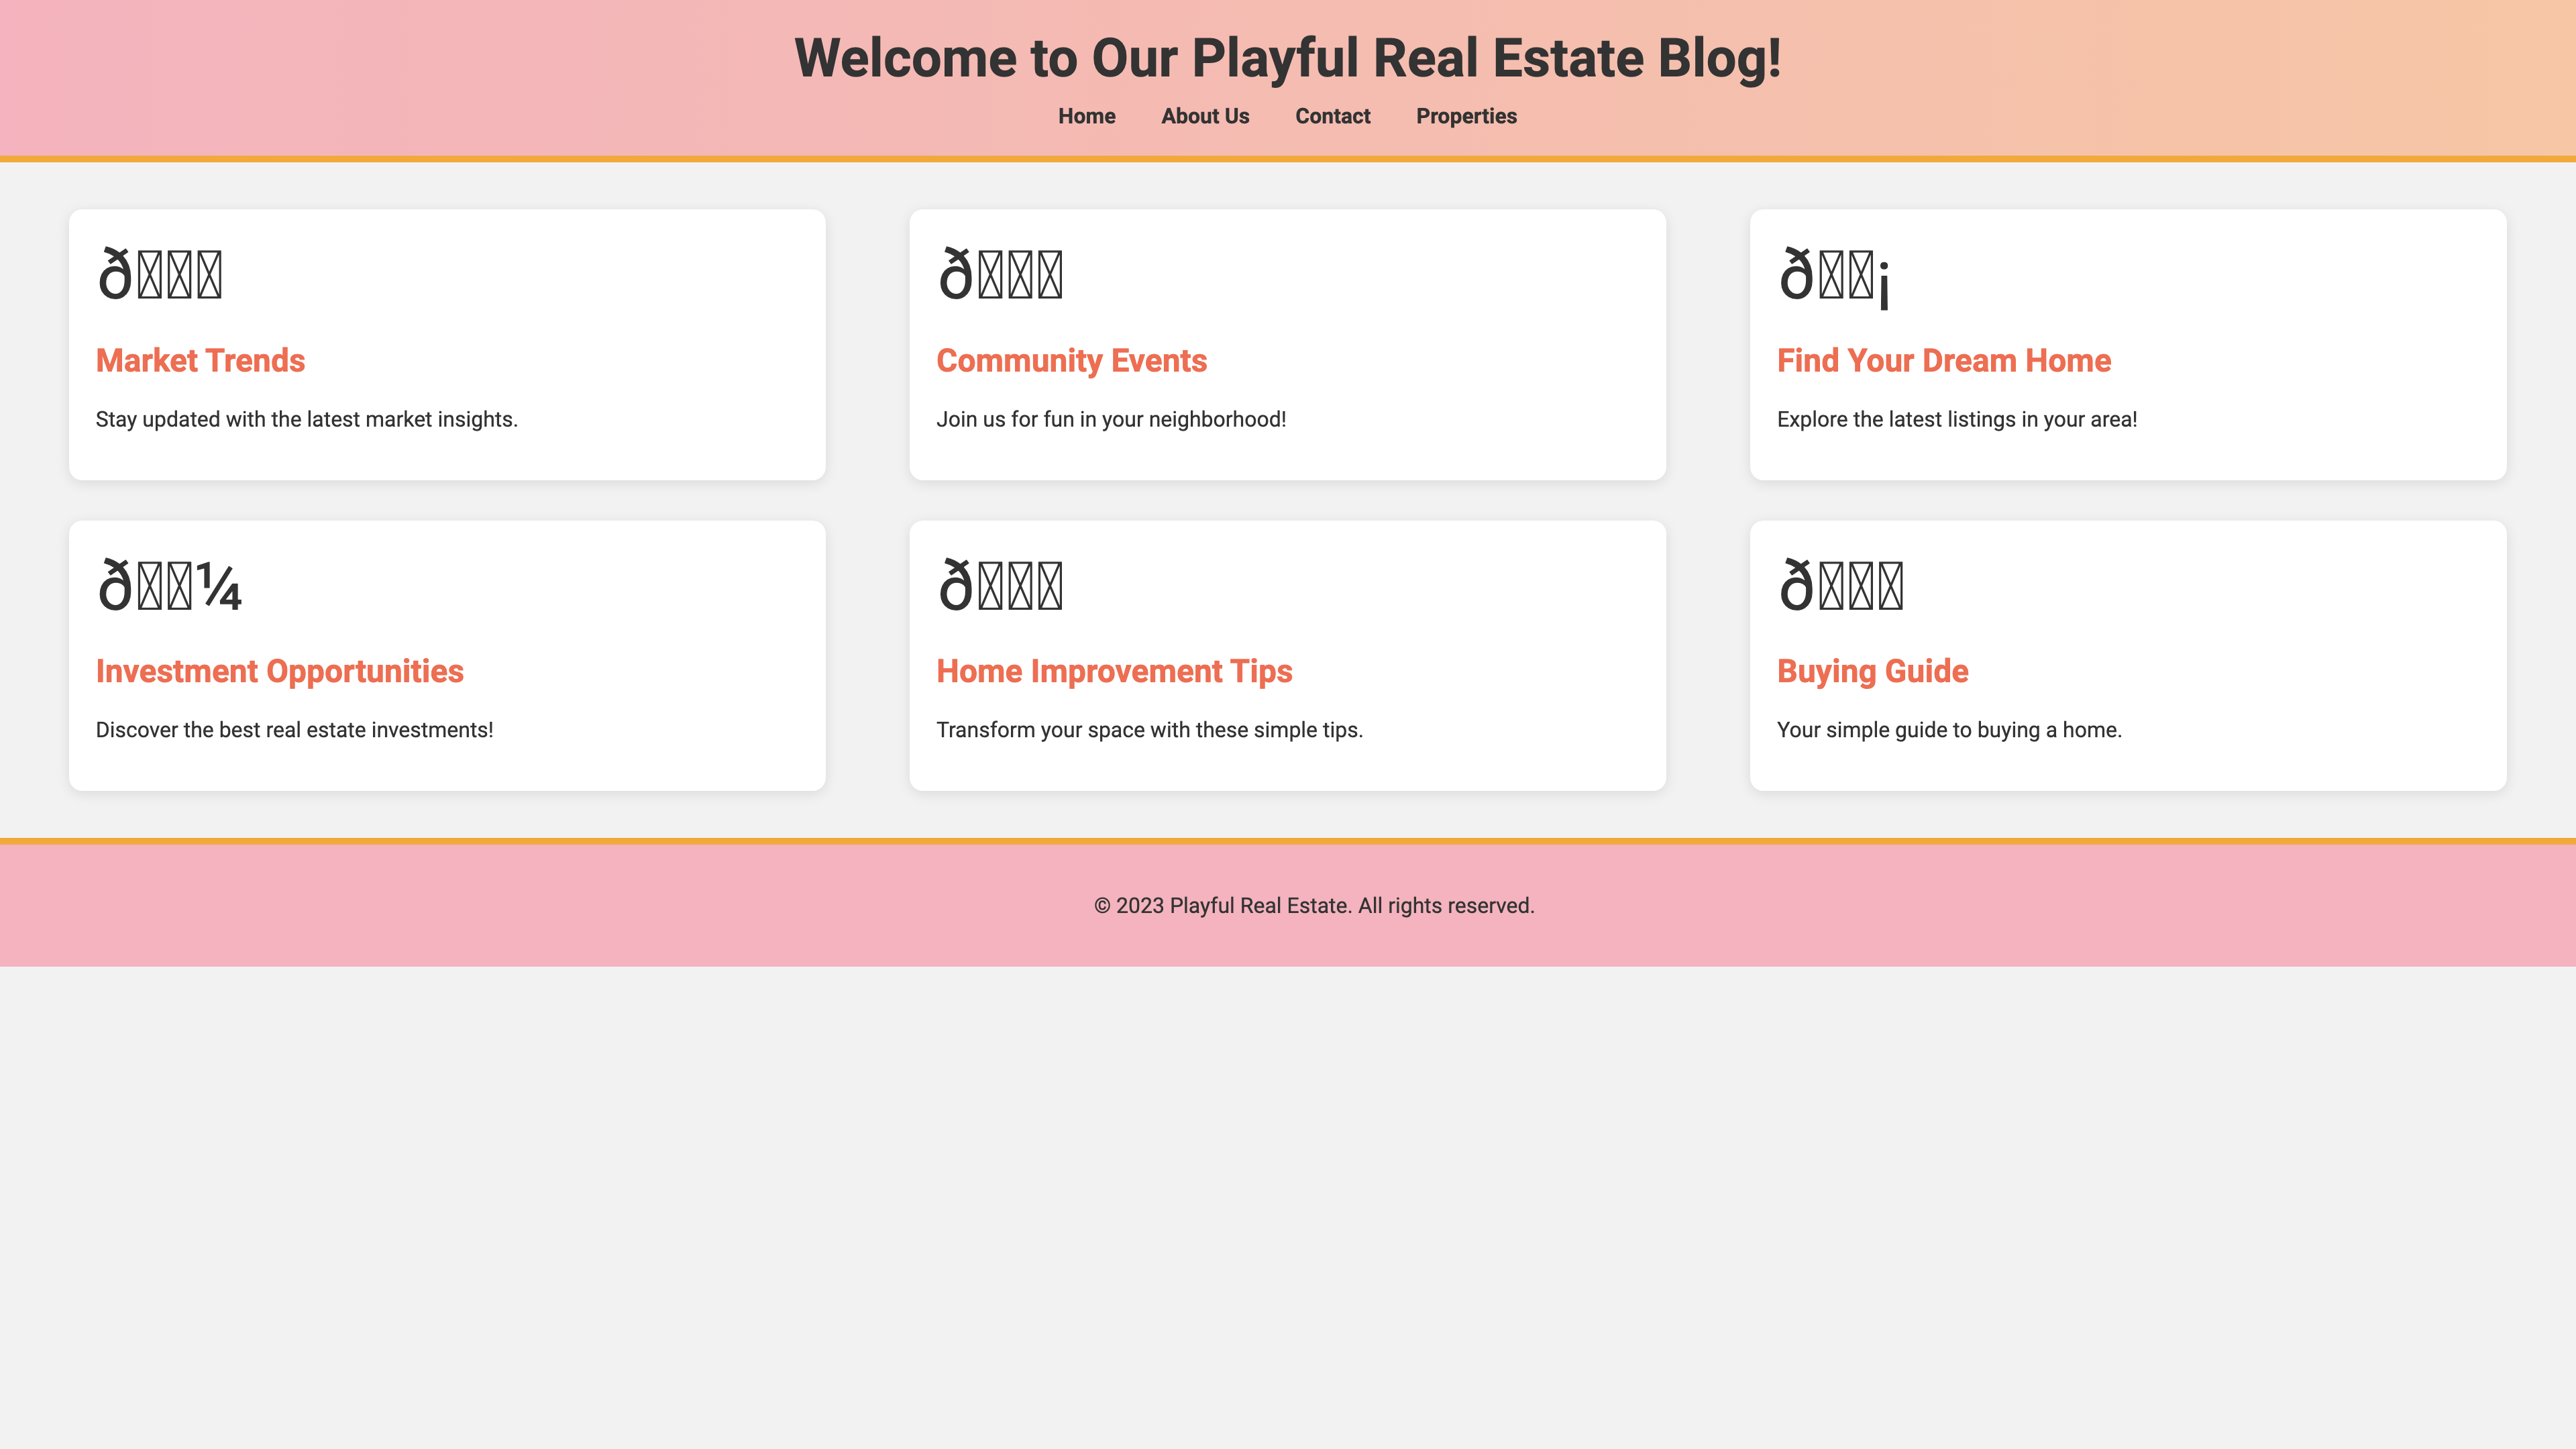 Welcome to Our Playful Real Estate Blog!
Home About Us Contact Properties
ð
Market Trends
Stay updated with the latest market insights.
ð
Community Events
Join us for fun in your neighborhood!
ð¡
Find Your Dream Home
Explore the latest listings in your area!
ð¼
Investment Opportunities
Discover the best real estate investments!
ð
Home Improvement Tips
Transform your space with these simple tips.
ð
Buying Guide
Your simple guide to buying a home.
© 2023 Playful Real Estate. All rights reserved.